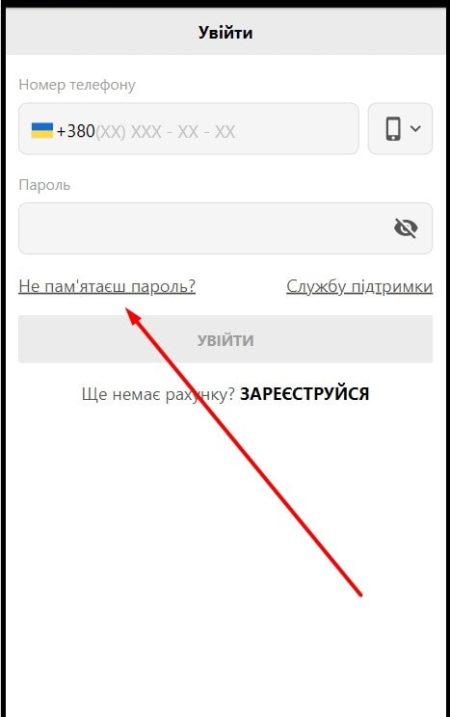 Увійти
Номер телефону
+380(XX) XXX - XX - XX
Пароль
Не пам'ятаєш пароль? Службу підтримки
УВІЙТИ
Ще немає рахунку? ЗАРЕЄСТРУЙСЯ